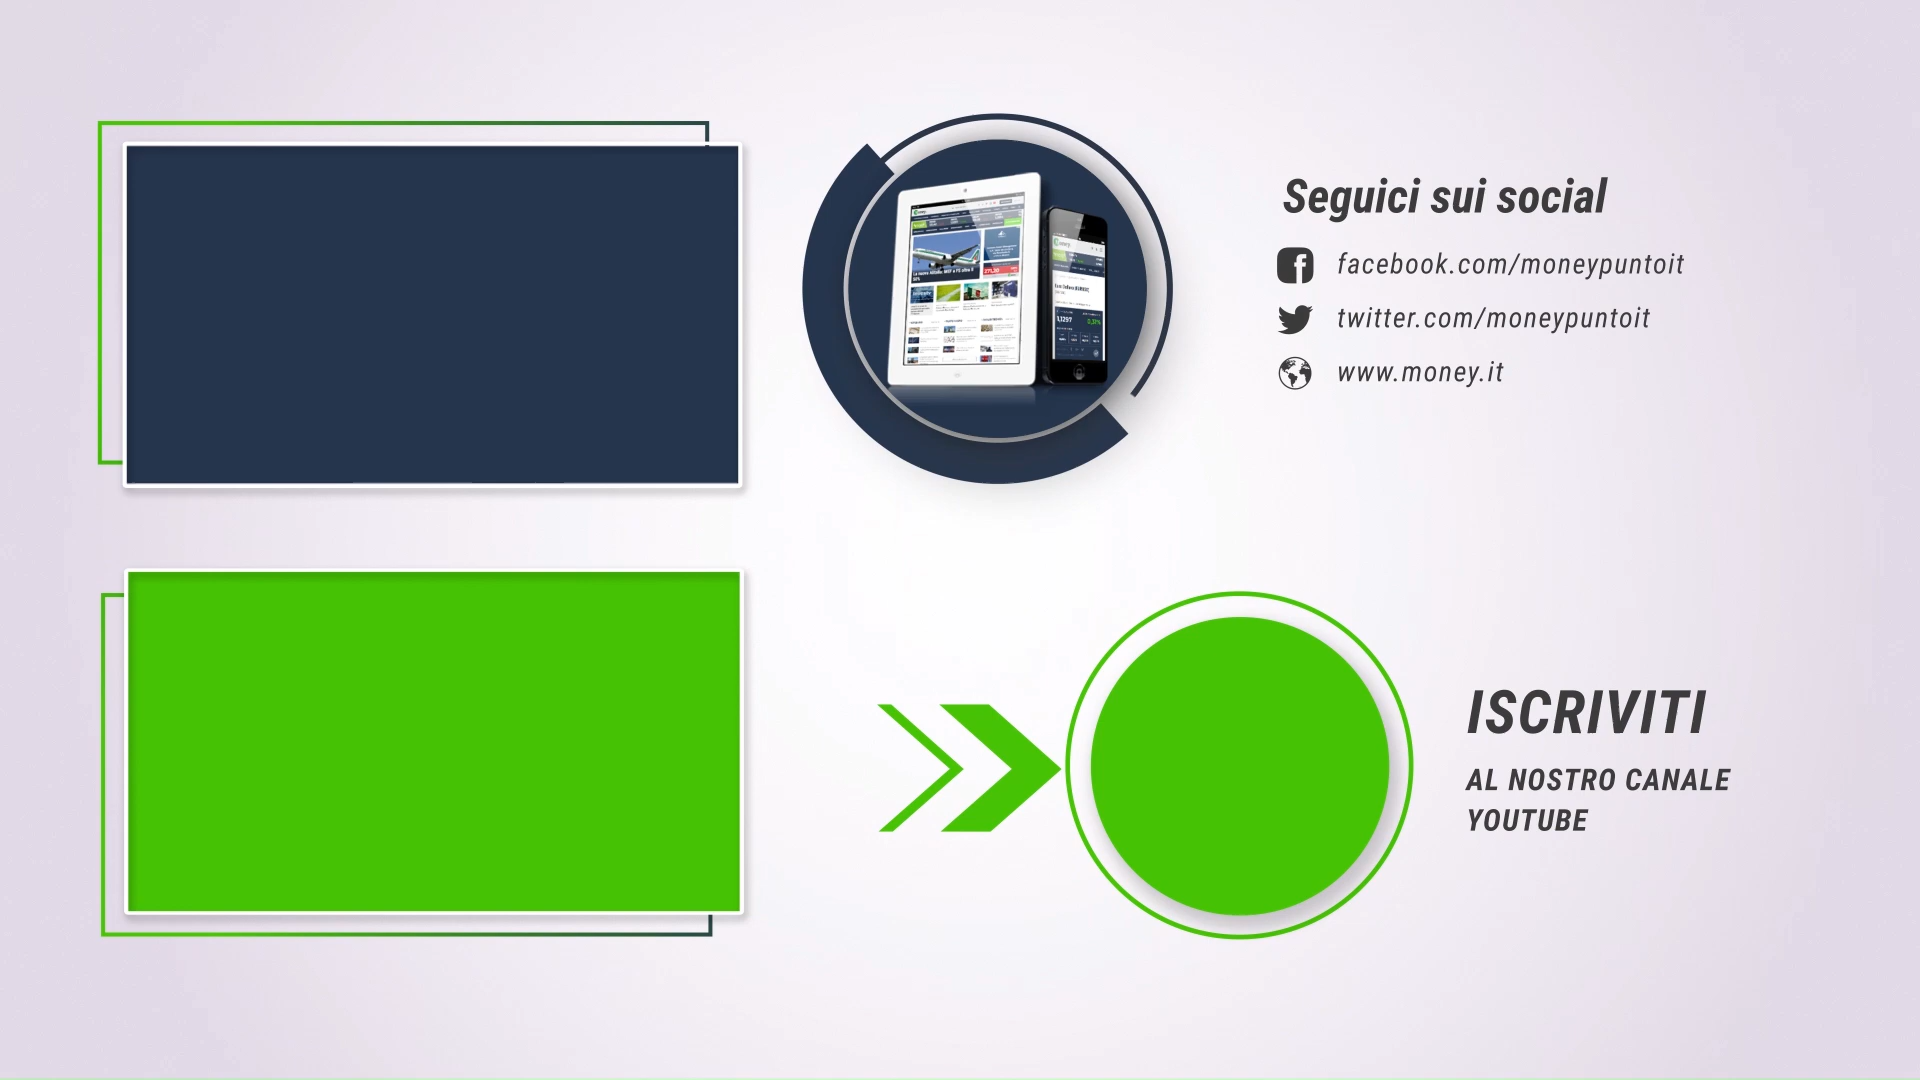 Seguici sui social
facebook.com/moneypuntoit
twitter.com/moneypuntoit
www.money.it
ISCRIVITI
AL NOSTRO CANALE
YOUTUBE